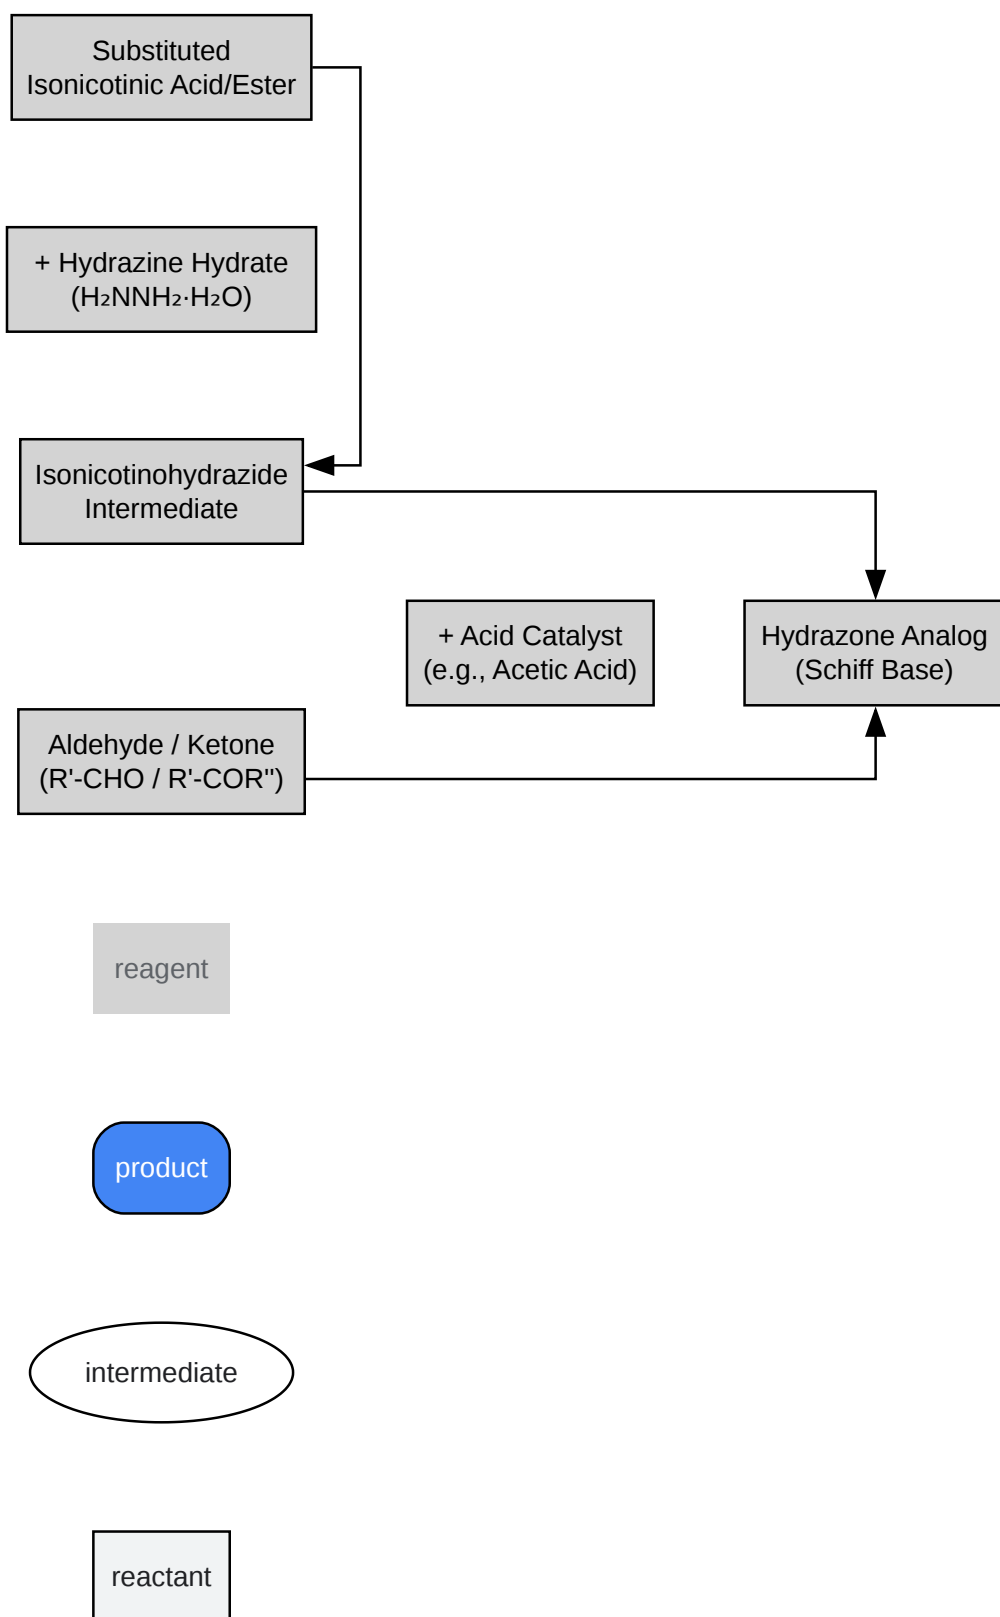 Substituted
Isonicotinic Acid/Ester
+ Hydrazine Hydrate
(H₂NNH₂·H₂O)
Isonicotinohydrazide
Intermediate
+ Acid Catalyst
(e.g., Acetic Acid)
Hydrazone Analog
(Schiff Base)
Aldehyde / Ketone
(R'-CHO / R'-COR")
reagent
product
intermediate
reactant